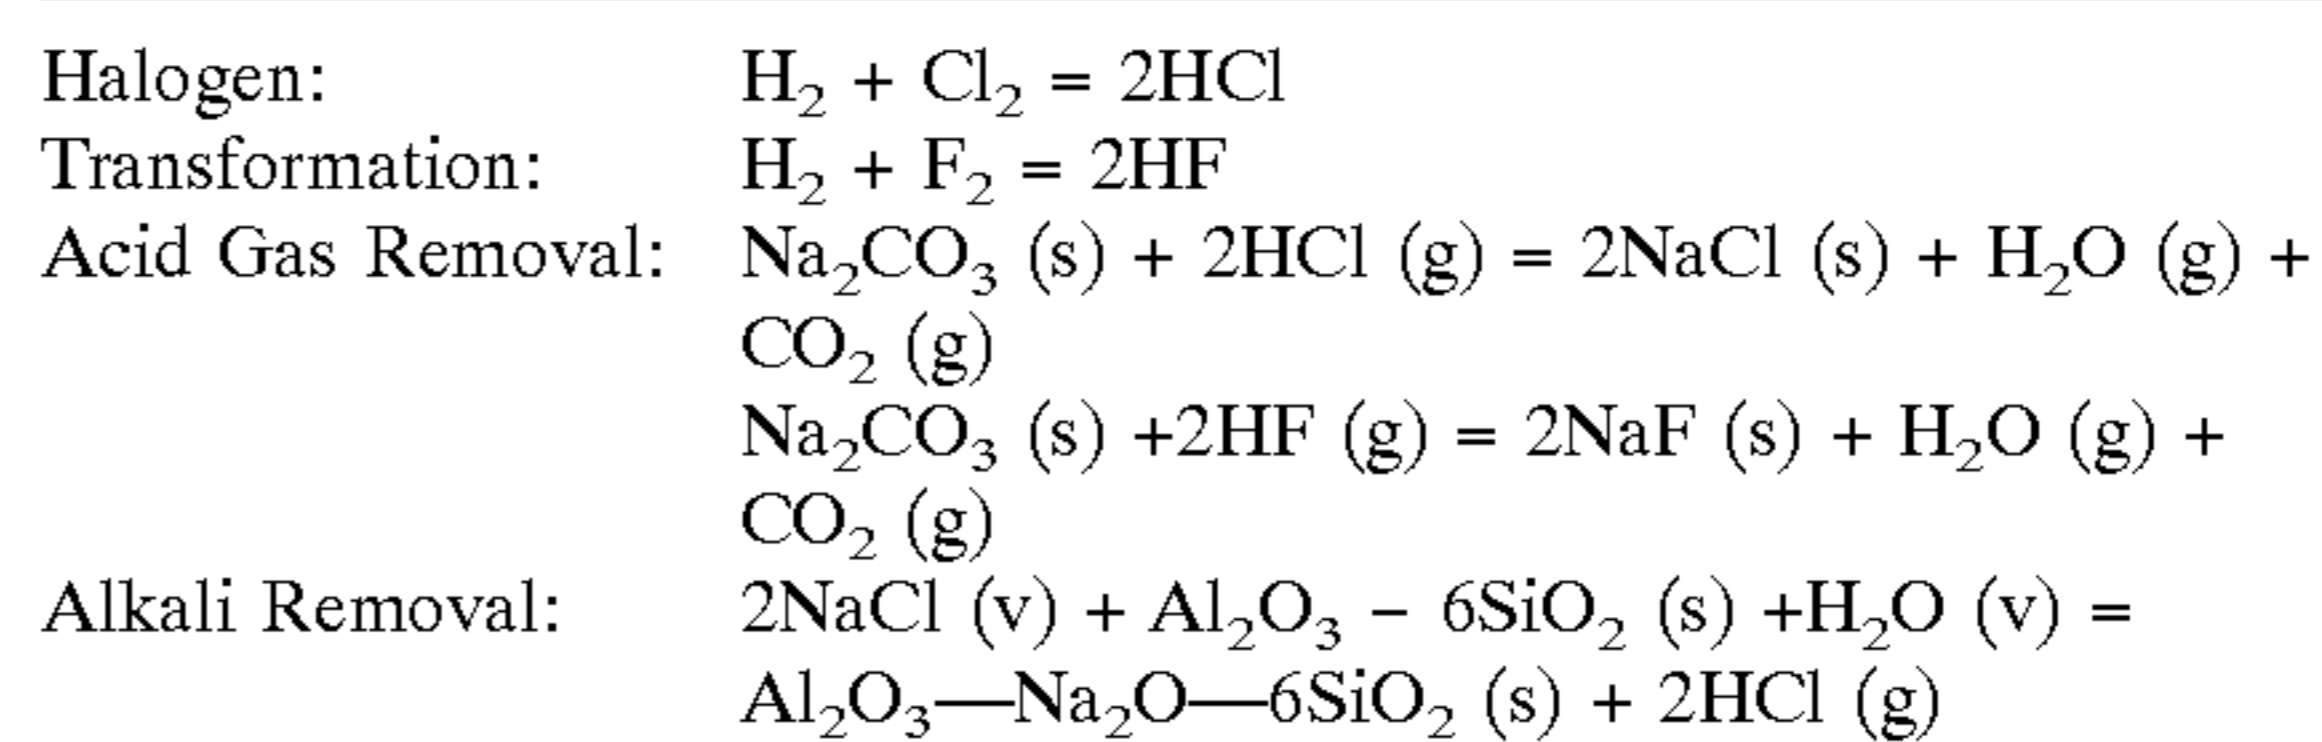 Halogen: H₂ + Cl₂ = 2HCl
Transformation: H₂ + F₂ = 2HF
Acid Gas Removal: Na₂CO₃ (s) + 2HCl (g) = 2NaCl (s) + H₂O (g) +
CO₂ (g)
Na₂CO₃ (s) +2HF (g) = 2NaF (s) + H₂O (g) +
CO₂ (g)
Alkali Removal: 2NaCl (v) + Al₂O₃ – 6SiO₂ (s) +H₂O (v) =
Al₂O₃—Na₂O—6SiO₂ (s) + 2HCl (g)